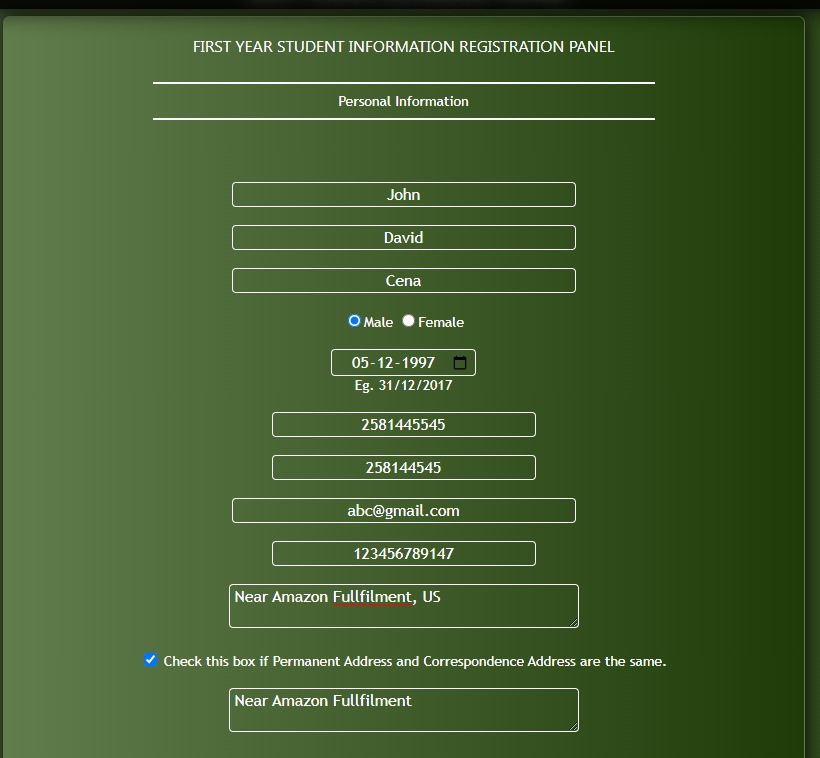 FIRST YEAR STUDENT INFORMATION REGISTRATION PANEL
Personal Information
John
David
Cena
Male Female
05-12-1997
Eg. 31/12/2017
2581445545
258144545
abc@gmail.com
123456789147
Near Amazon Fullfilment, US
Check this box if Permanent Address and Correspondence Address are the same.
Near Amazon Fullfilment